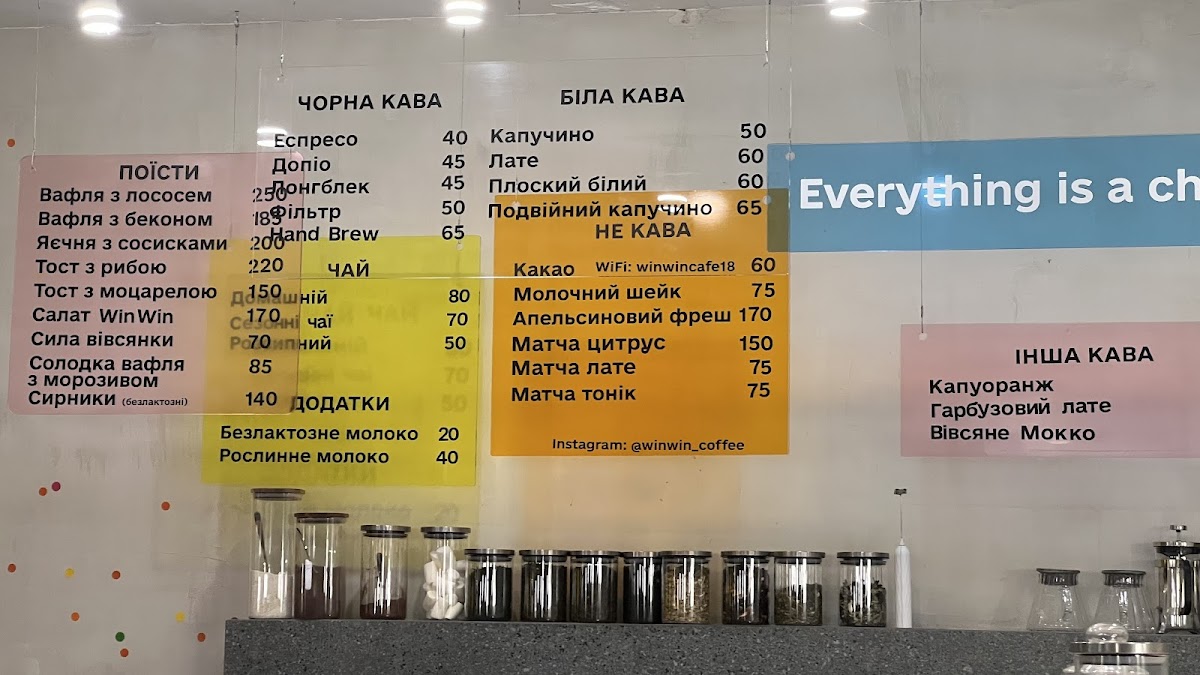 ПОЇСТИ
Вафля з лососем 250
Вафля з беконом 185
Яєчня з сосисками 200
Тост з рибою 220
Тост з моцарелою 150
Салат WinWin 170
Сила вівсянки 70
Солодка вафля 85
з морозивом
Сирники (безлактозні) 140
ЧОРНА КАВА
Еспресо 40
Допіо 45
Лонгблек 45
Фільтр 50
Hand Brew 65
ЧАЙ
Домашній 80
Сезонні чаї 70
50
ДОДАТКИ
Безлактозне молоко 20
Рослинне молоко 40
БІЛА КАВА
Капучино 50
Лате 60
Плоский білий 60
Подвійний капучино 65
НЕ КАВА
Какао WiFi: winwincafe18 60
Молочний шейк 75
Апельсиновий фреш 170
Матча цитрус 150
Матча лате 75
Матча тонік 75
Instagram: @winwin_coffee
Everything is a ch
ІНША КАВА
Капуоранж
Гарбузовий лате
Вівсяне Мокко